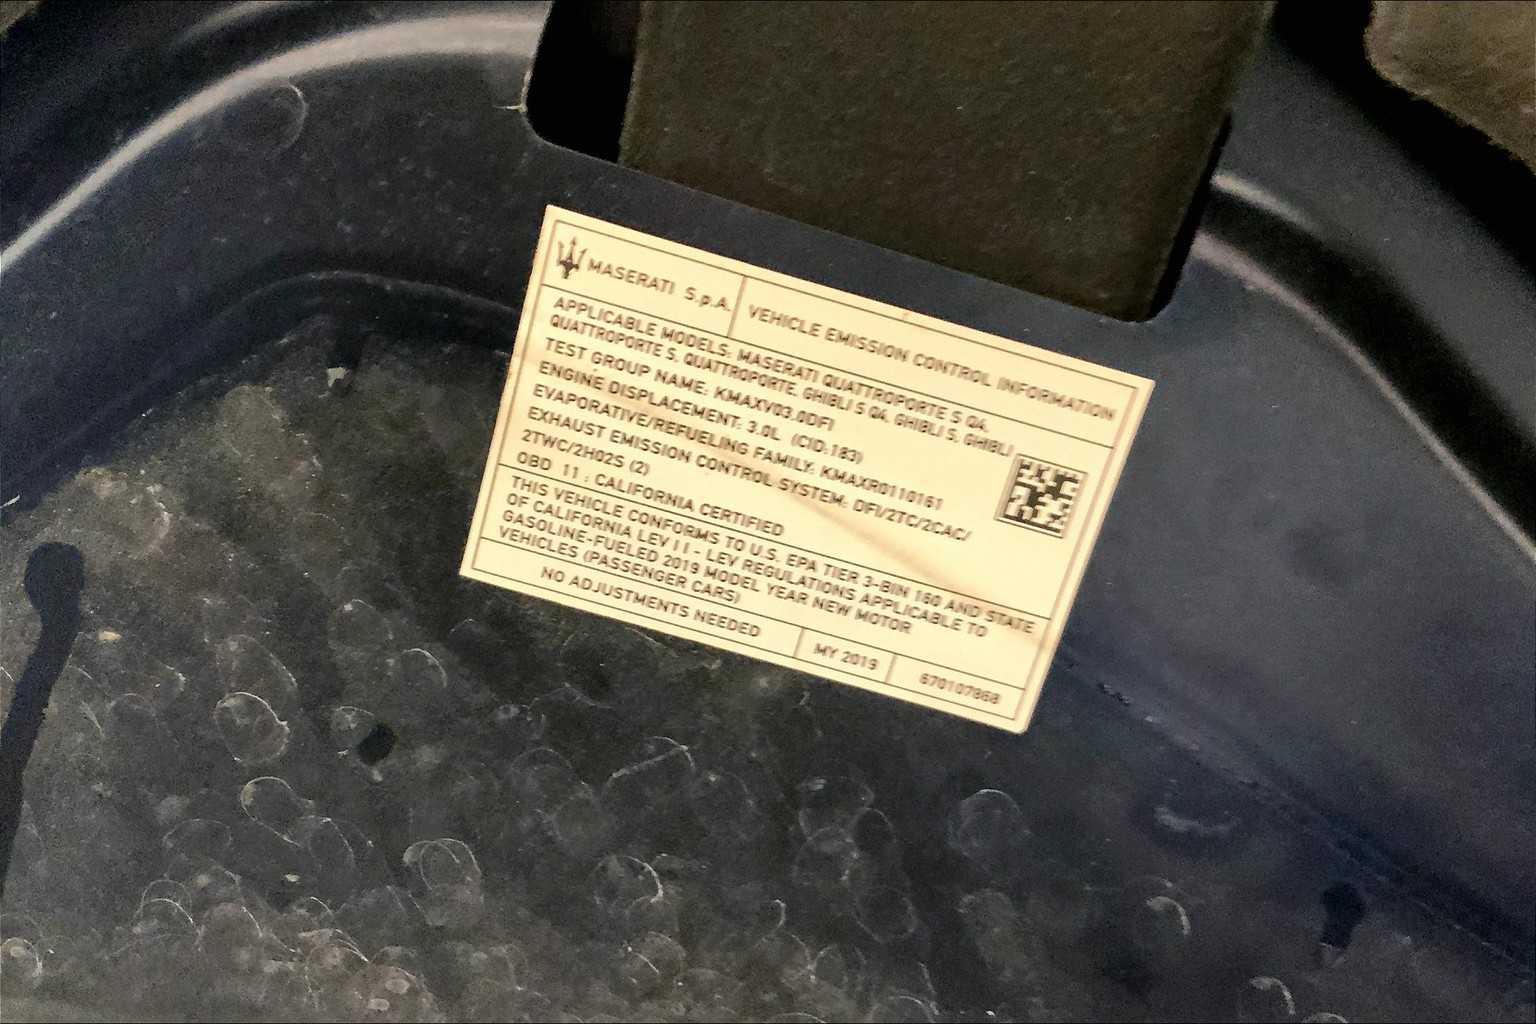 MASERATI S.p.A.
VEHICLE EMISSION CONTROL INFORMATION
APPLICABLE MODELS: MASERATI QUATTROPORTE S Q4,
QUATTROPORTE S, QUATTROPORTE, GHIBLI S Q4, GHIBLI S, GHIBLI
TEST GROUP NAME: KMAXV03.0DFI
ENGINE DISPLACEMENT: 3.0L (CID:183)
EVAPORATIVE/REFUELING FAMILY: KMAXR0110161
EXHAUST EMISSION CONTROL SYSTEM: DFI/2TC/2CAC/
2TWC/2H02S (2)
OBD 11 : CALIFORNIA CERTIFIED
THIS VEHICLE CONFORMS TO U.S. EPA TIER 3-BIN 160 AND STATE
OF CALIFORNIA LEV I I - LEV REGULATIONS APPLICABLE TO
GASOLINE-FUELED 2019 MODEL YEAR NEW MOTOR
VEHICLES (PASSENGER CARS)
NO ADJUSTMENTS NEEDED
MY 2019
670107868